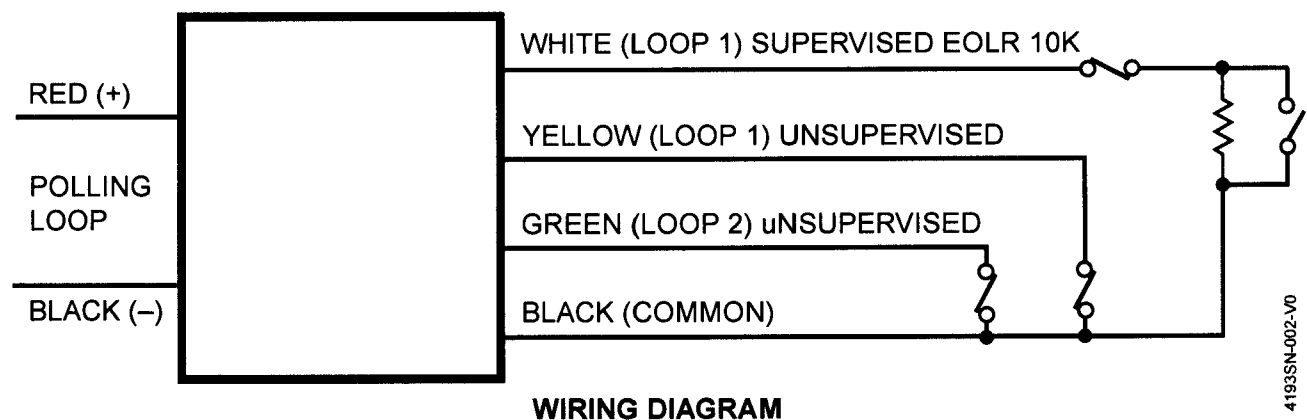 WHITE (LOOP 1) SUPERVISED EOLR 10K
RED (+)
YELLOW (LOOP 1) UNSUPERVISED
POLLING
LOOP
GREEN (LOOP 2) uNSUPERVISED
BLACK (–)
BLACK (COMMON)
4193SN-002-V0
WIRING DIAGRAM